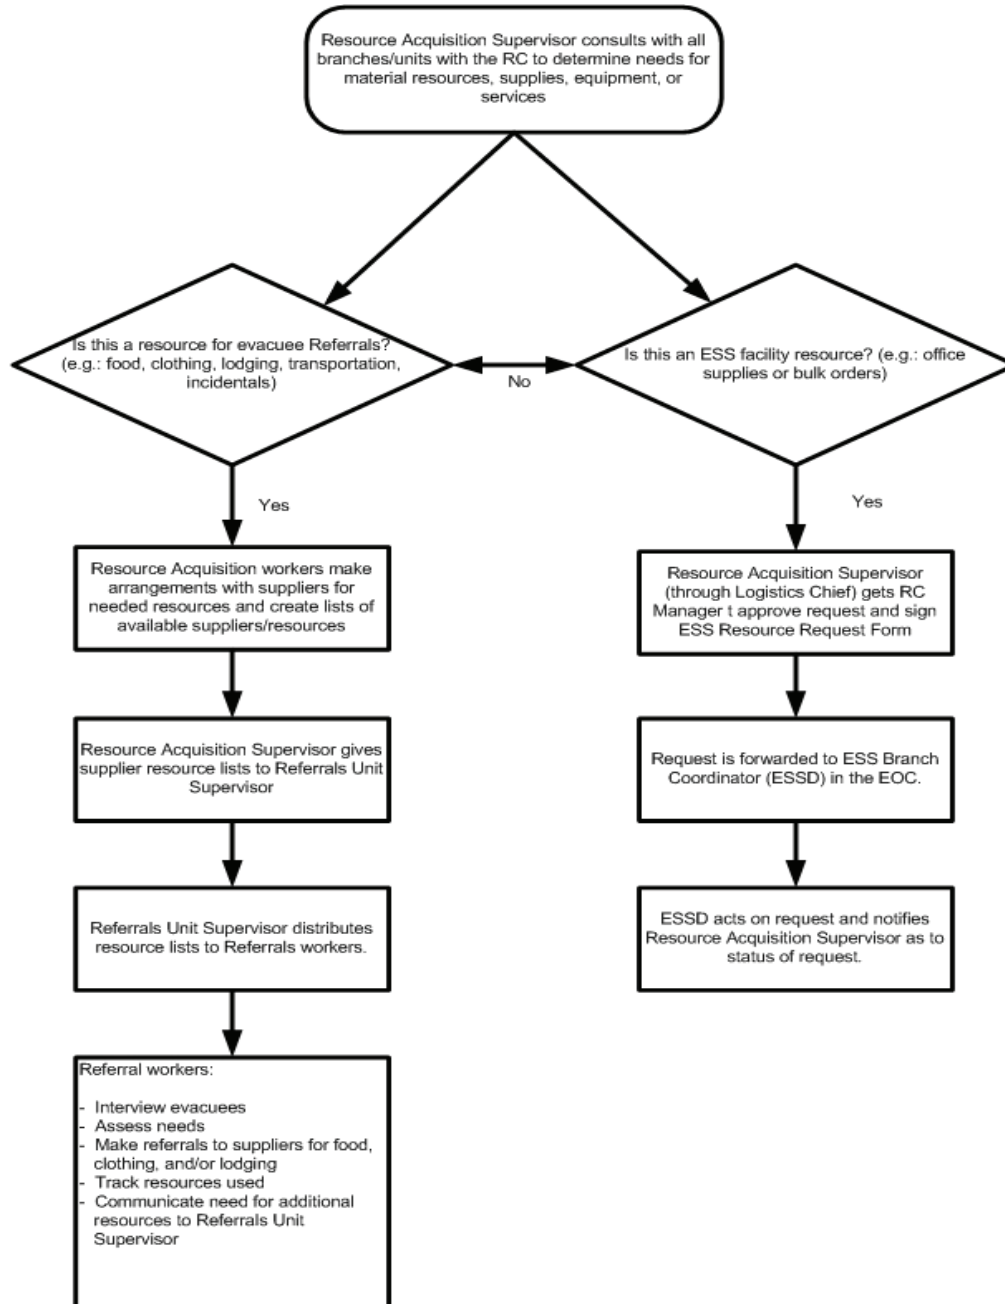 Resource Acquisition Supervisor consults with all
branches/units with the RC to determine needs for
material resources, supplies, equipment, or
services
Is this a resource for evacuee Referrals?
(e.g.: food, clothing, lodging, transportation,
incidentals)
No
Is this an ESS facility resource? (e.g.: office
supplies or bulk orders)
Yes
Resource Acquisition workers make
arrangements with suppliers for
needed resources and create lists of
available suppliers/resources
Resource Acquisition Supervisor gives
supplier resource lists to Referrals Unit
Supervisor
Referrals Unit Supervisor distributes
resource lists to Referrals workers.
Referral workers:
- Interview evacuees
- Assess needs
- Make referrals to suppliers for food,
clothing, and/or lodging
- Track resources used
- Communicate need for additional
resources to Referrals Unit
Supervisor
Yes
Resource Acquisition Supervisor
(through Logistics Chief) gets RC
Manager t approve request and sign
ESS Resource Request Form
Request is forwarded to ESS Branch
Coordinator (ESSD) in the EOC.
ESSD acts on request and notifies
Resource Acquisition Supervisor as to
status of request.